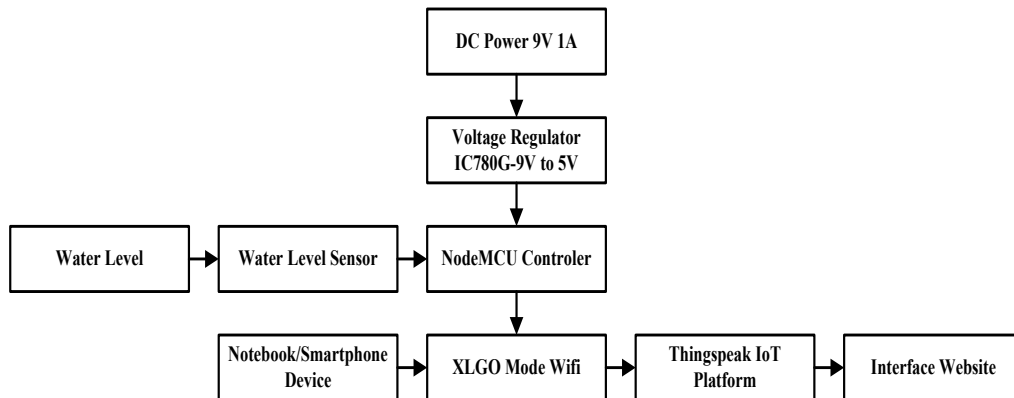 DC Power 9V 1A
Voltage Regulator
IC780G-9V to 5V
Water Level
Water Level Sensor
NodeMCU Controler
Notebook/Smartphone
Device
XLGO Mode Wifi
Thingspeak IoT
Platform
Interface Website